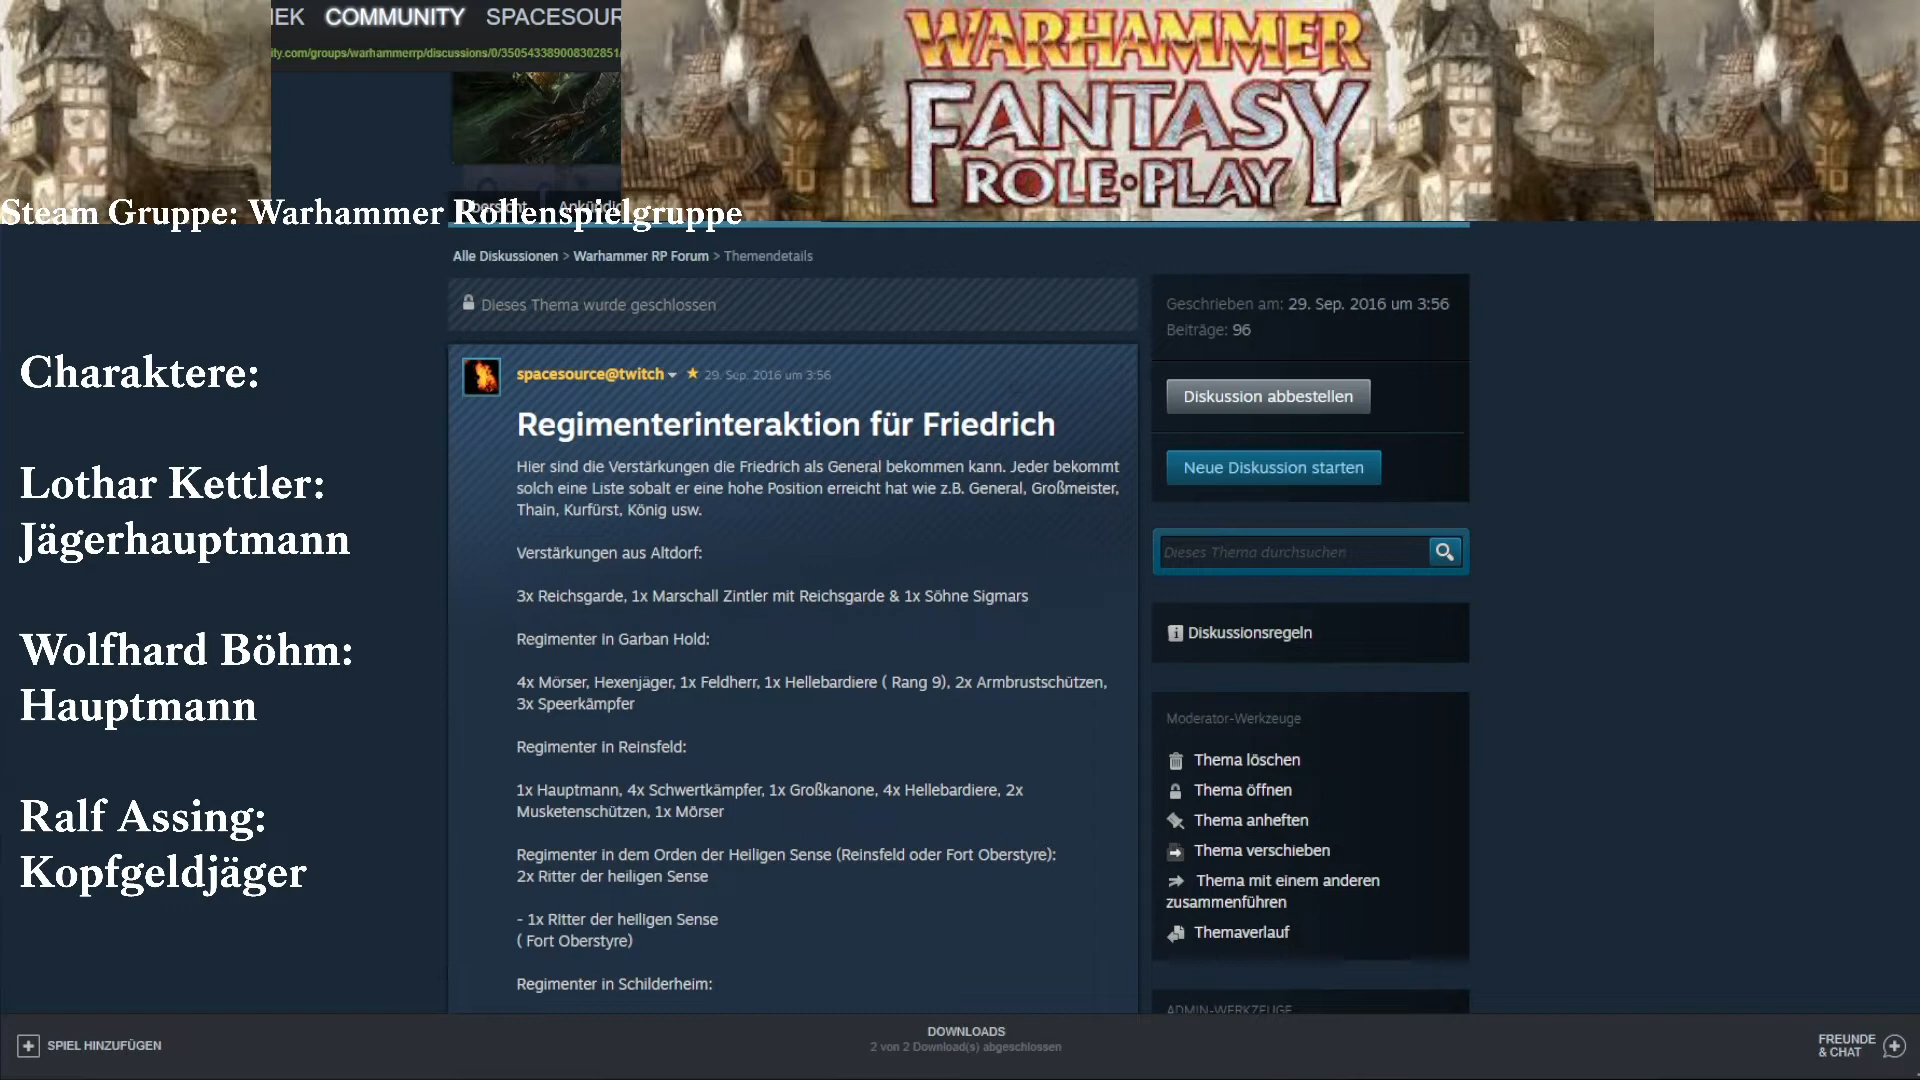 COMMUNITY
SPACESOUR
ity.com/groups/warhammerrp/discussions/0/350543389008302851
WARHAMMER
FANTASY
ROLE•PLAY
Steam Gruppe: Warhammer Rollenspielgruppe
Charaktere:
Lothar Kettler:
Jägerhauptmann
Wolfhard Böhm:
Hauptmann
Ralf Assing:
Kopfgeldjäger
Alle Diskussionen > Warhammer RP Forum > Themendetails
Dieses Thema wurde geschlossen
spacesource@twitch 29. Sep. 2016 um 3:56
Regimenterinteraktion für Friedrich
Hier sind die Verstärkungen die Friedrich als General bekommen kann. Jeder bekommt
solch eine Liste sobalt er eine hohe Position erreicht hat wie z.B. General, Großmeister,
Thain, Kurfürst, König usw.
Verstärkungen aus Altdorf:
3x Reichsgarde, 1x Marschall Zintler mit Reichsgarde & 1x Söhne Sigmars
Regimenter in Garban Hold:
4x Mörser, Hexenjäger, 1x Feldherr, 1x Hellebardiere ( Rang 9), 2x Armbrustschützen,
3x Speerkämpfer
Regimenter in Reinsfeld:
1x Hauptmann, 4x Schwertkämpfer, 1x Großkanone, 4x Hellebardiere, 2x
Musketenschützen, 1x Mörser
Regimenter in dem Orden der Heiligen Sense (Reinsfeld oder Fort Oberstyre):
2x Ritter der heiligen Sense
- 1x Ritter der heiligen Sense
( Fort Oberstyre)
Regimenter in Schilderheim:
Geschrieben am: 29. Sep. 2016 um 3:56
Beiträge: 96
Diskussion abbestellen
Neue Diskussion starten
Dieses Thema durchsuchen
Diskussionsregeln
Moderator-Werkzeuge
Thema löschen
Thema öffnen
Thema anheften
Thema verschieben
Thema mit einem anderen
zusammenführen
Themaverlauf
ADMIN-WERKZEUGE
SPIEL HINZUFÜGEN
DOWNLOADS
2 von 2 Download(s) abgeschlossen
FREUNDE
& CHAT